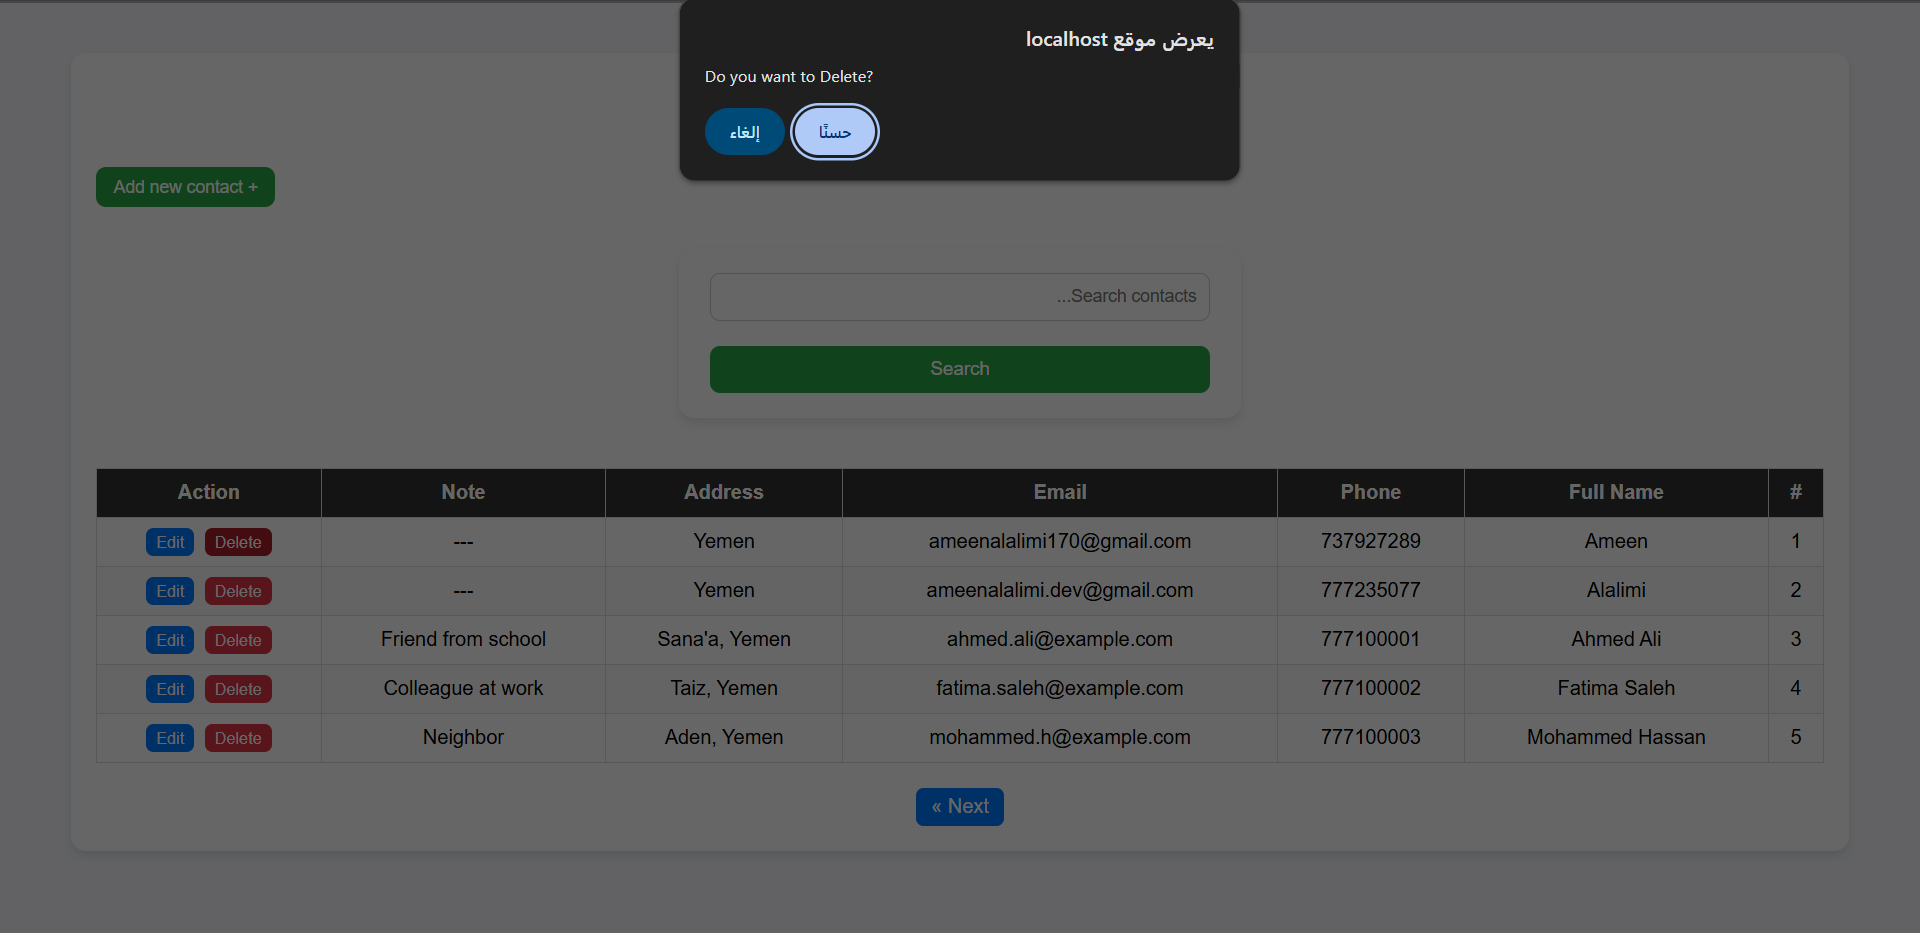 يعرض موقع localhost
Do you want to Delete?
حسنًا إلغاء
Add new contact +
...Search contacts
Search
Action Note Address Email Phone Full Name #
Edit Delete --- Yemen ameenalalimi170@gmail.com 737927289 Ameen 1
Edit Delete --- Yemen ameenalalimi.dev@gmail.com 777235077 Alalimi 2
Edit Delete Friend from school Sana'a, Yemen ahmed.ali@example.com 777100001 Ahmed Ali 3
Edit Delete Colleague at work Taiz, Yemen fatima.saleh@example.com 777100002 Fatima Saleh 4
Edit Delete Neighbor Aden, Yemen mohammed.h@example.com 777100003 Mohammed Hassan 5
« Next